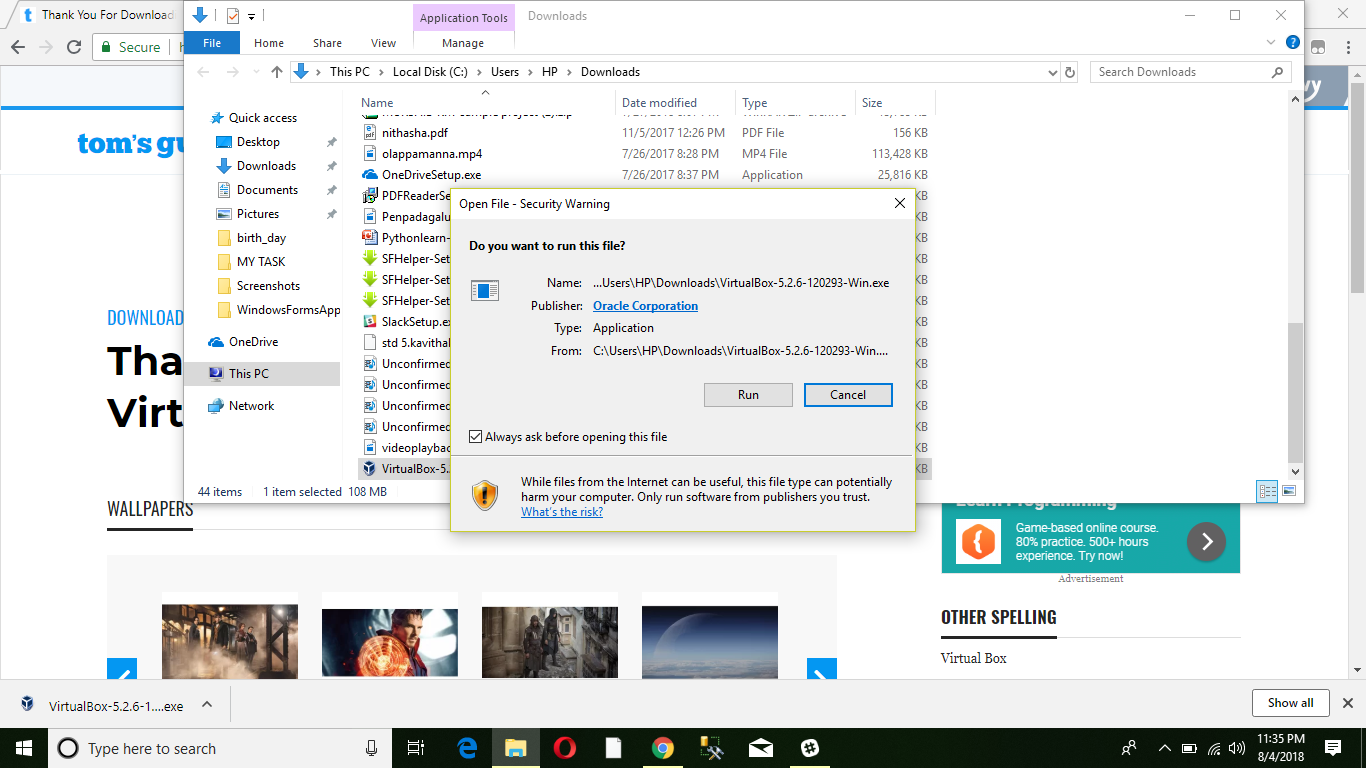 Thank You For Download
Secure
Application Tools
Downloads
File
Home
Share
View
Manage
This PC > Local Disk (C:) > Users > HP > Downloads
Search Downloads
Quick access
Desktop
Downloads
Documents
Pictures
birth_day
MY TASK
Screenshots
WindowsFormsApp
OneDrive
This PC
Network
Name
Date modified
Type
Size
nithasha.pdf 11/5/2017 12:26 PM PDF File 156 KB
olappamanna.mp4 7/26/2017 8:28 PM MP4 File 113,428 KB
OneDriveSetup.exe 7/26/2017 8:37 PM Application 25,816 KB
PDFReaderSe KB
Penpadagalu KB
Pythonlearn- KB
SFHelper-Set KB
SFHelper-Set KB
SFHelper-Set KB
SlackSetup.ex KB
std 5.kavithal KB
Unconfirmed KB
Unconfirmed KB
Unconfirmed KB
Unconfirmed KB
videoplayback KB
VirtualBox-5. KB
44 items 1 item selected 108 MB
Open File - Security Warning
Do you want to run this file?
Name: ...Users\HP\Downloads\VirtualBox-5.2.6-120293-Win.exe
Publisher: Oracle Corporation
Type: Application
From: C:\Users\HP\Downloads\VirtualBox-5.2.6-120293-Win....
Run
Cancel
Always ask before opening this file
While files from the Internet can be useful, this file type can potentially
harm your computer. Only run software from publishers you trust.
What's the risk?
tom's gu
DOWNLOAD
Tha
Virt
WALLPAPERS
Learn Programming
Game-based online course.
80% practice. 500+ hours
experience. Try now!
Advertisement
OTHER SPELLING
Virtual Box
VirtualBox-5.2.6-1....exe
Show all
Type here to search
11:35 PM
8/4/2018